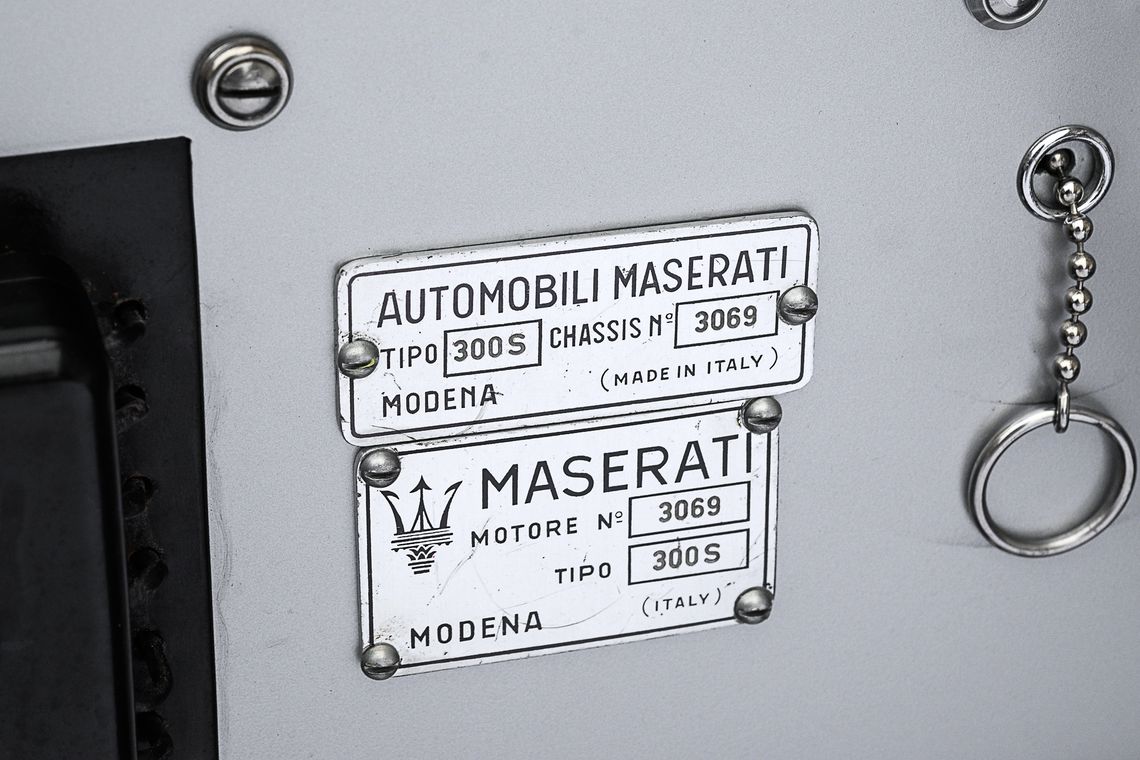 AUTOMOBILI MASERATI
TIPO 300S CHASSIS Nº 3069
MODENA (MADE IN ITALY)
MASERATI
MOTORE Nº 3069
TIPO 300S
(ITALY)
MODENA